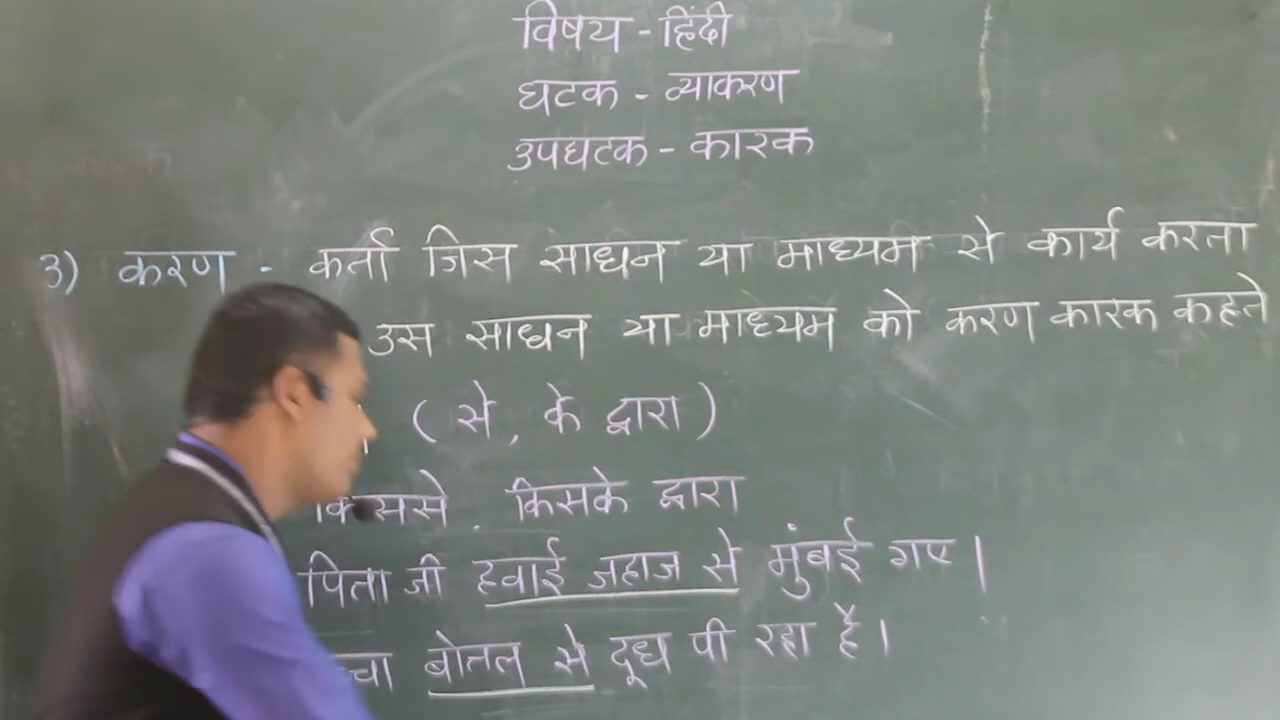 विषय - हिंदी
घटक - व्याकरण
उपघटक - कारक
3) करण - कर्ता जिस साधन या माध्यम से कार्य करता
उस साधन या माध्यम को करण कारक कहते
( से , के द्वारा )
किससे , किसके द्वारा
पिता जी हवाई जहाज से मुंबई गए।
बोतल से दूध पी रहा है।